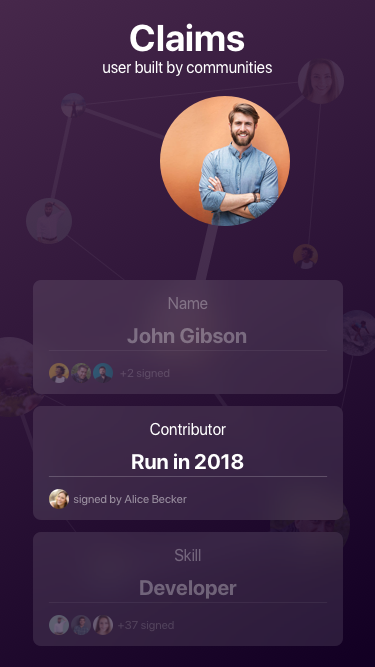 Claims
user built by communities
Name
John Gibson
+2 signed
Contributor
Run in 2018
signed by Alice Becker
Skill
Developer
+37 signed